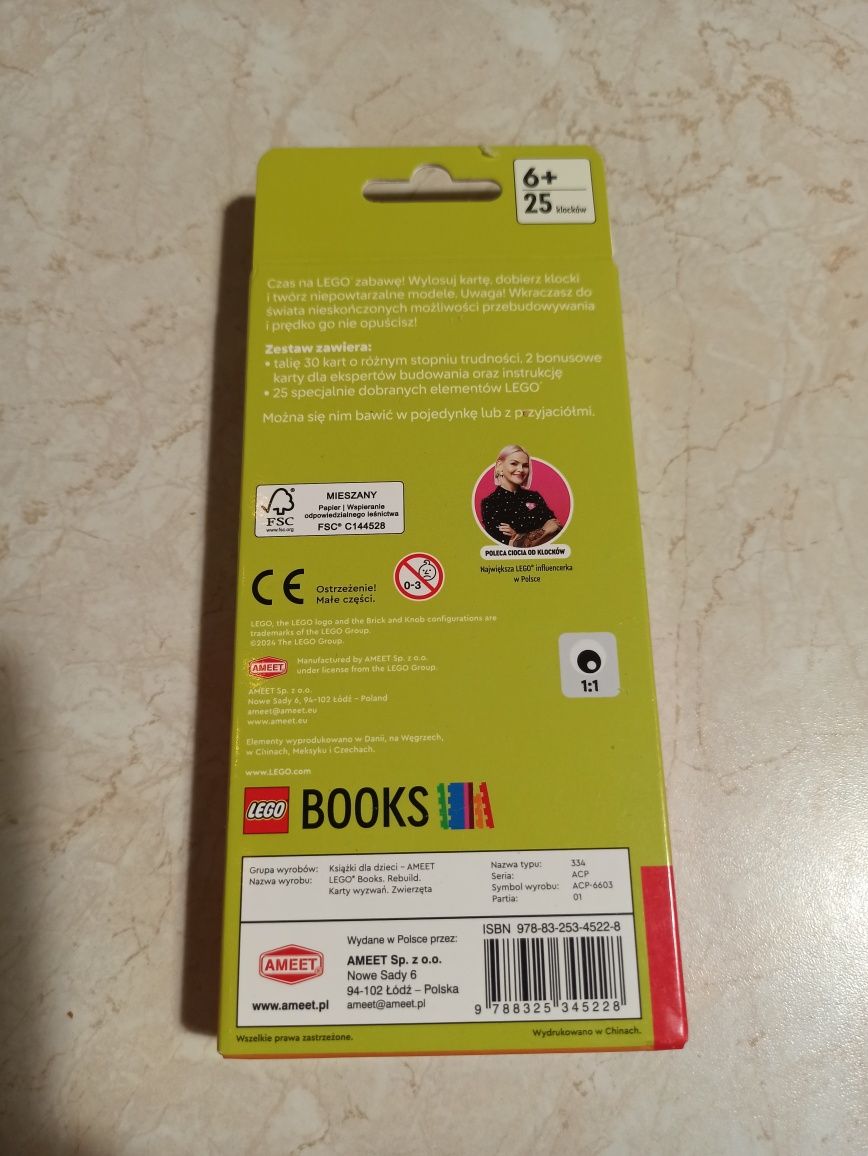 6+
25 klocków
Czas na LEGO® zabawę! Wylosuj kartę, dobierz klocki
i twórz niepowtarzalne modele. Uwaga! Wkraczasz do
świata nieskończonych możliwości przebudowywania
i prędko go nie opuścisz!
Zestaw zawiera:
• talię 30 kart o różnym stopniu trudności, 2 bonusowe
karty dla ekspertów budowania oraz instrukcję
• 25 specjalnie dobranych elementów LEGO®
Można się nim bawić w pojedynkę lub z przyjaciółmi.
FSC
www.fsc.org
MIESZANY
Papier | Wspieranie
odpowiedzialnego leśnictwa
FSC® C144528
POLECA CIOCIA OD KLOCKÓW
Największa LEGO® influencerka
w Polsce
CE
Ostrzeżenie!
Małe części.
0-3
LEGO, the LEGO logo and the Brick and Knob configurations are
trademarks of the LEGO Group.
©2024 The LEGO Group.
AMEET
Manufactured by AMEET Sp. z o.o.
under license from the LEGO Group.
1:1
AMEET Sp. z o.o.
Nowe Sady 6, 94-102 Łódź – Poland
ameet@ameet.eu
www.ameet.eu
Elementy wyprodukowano w Danii, na Węgrzech,
w Chinach, Meksyku i Czechach.
www.LEGO.com
LEGO BOOKS
Grupa wyrobów: Książki dla dzieci – AMEET
Nazwa wyrobu: LEGO® Books. Rebuild.
Karty wyzwań. Zwierzęta
Nazwa typu: 334
Seria: ACP
Symbol wyrobu: ACP-6603
Partia: 01
AMEET
www.ameet.pl
Wydane w Polsce przez:
AMEET Sp. z o.o.
Nowe Sady 6
94-102 Łódź – Polska
ameet@ameet.pl
ISBN 978-83-253-4522-8
9 788325 345228
Wszelkie prawa zastrzeżone.
Wydrukowano w Chinach.